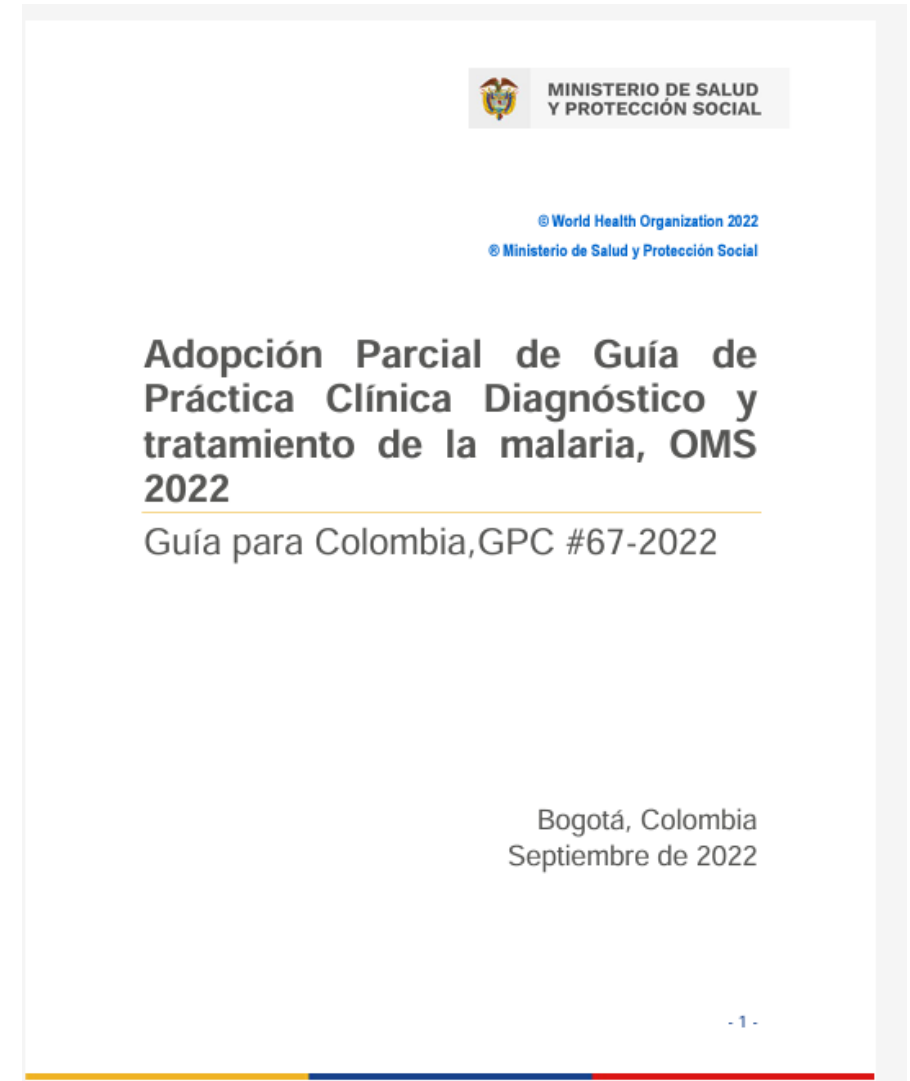 MINISTERIO DE SALUD
Y PROTECCIÓN SOCIAL
© World Health Organization 2022
® Ministerio de Salud y Protección Social
Adopción Parcial de Guía de
Práctica Clínica Diagnóstico y
tratamiento de la malaria, OMS
2022
Guía para Colombia,GPC #67-2022
Bogotá, Colombia
Septiembre de 2022
- 1 -